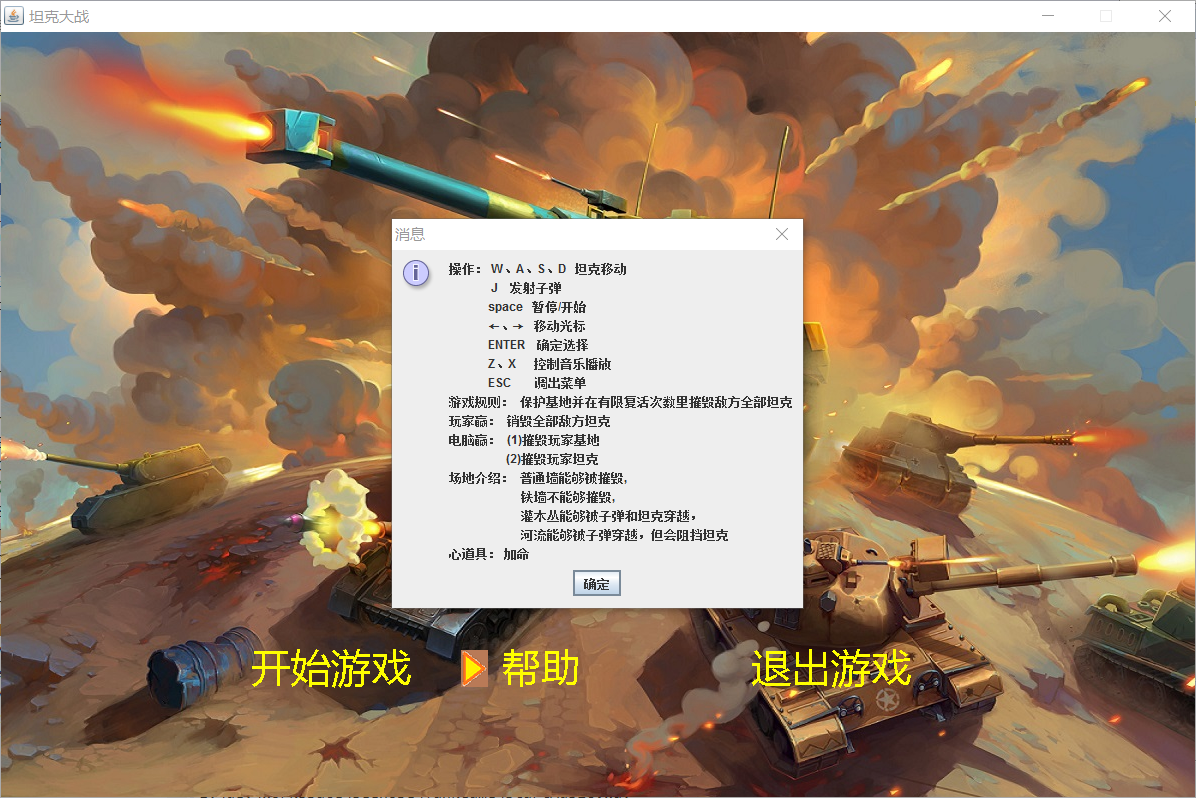 坦克大战
消息
操作: W、A、S、D 坦克移动
J 发射子弹
space 暂停/开始
←、→ 移动光标
ENTER 确定选择
Z、X 控制音乐播放
ESC 调出菜单
游戏规则: 保护基地并在有限复活次数里摧毁敌方全部坦克
玩家赢: 销毁全部敌方坦克
电脑赢: (1)摧毁玩家基地
(2)摧毁玩家坦克
场地介绍: 普通墙能够被摧毁,
铁墙不能够摧毁,
灌木丛能够被子弹和坦克穿越,
河流能够被子弹穿越,但会阻挡坦克
心道具: 加命
确定
开始游戏 帮助 退出游戏